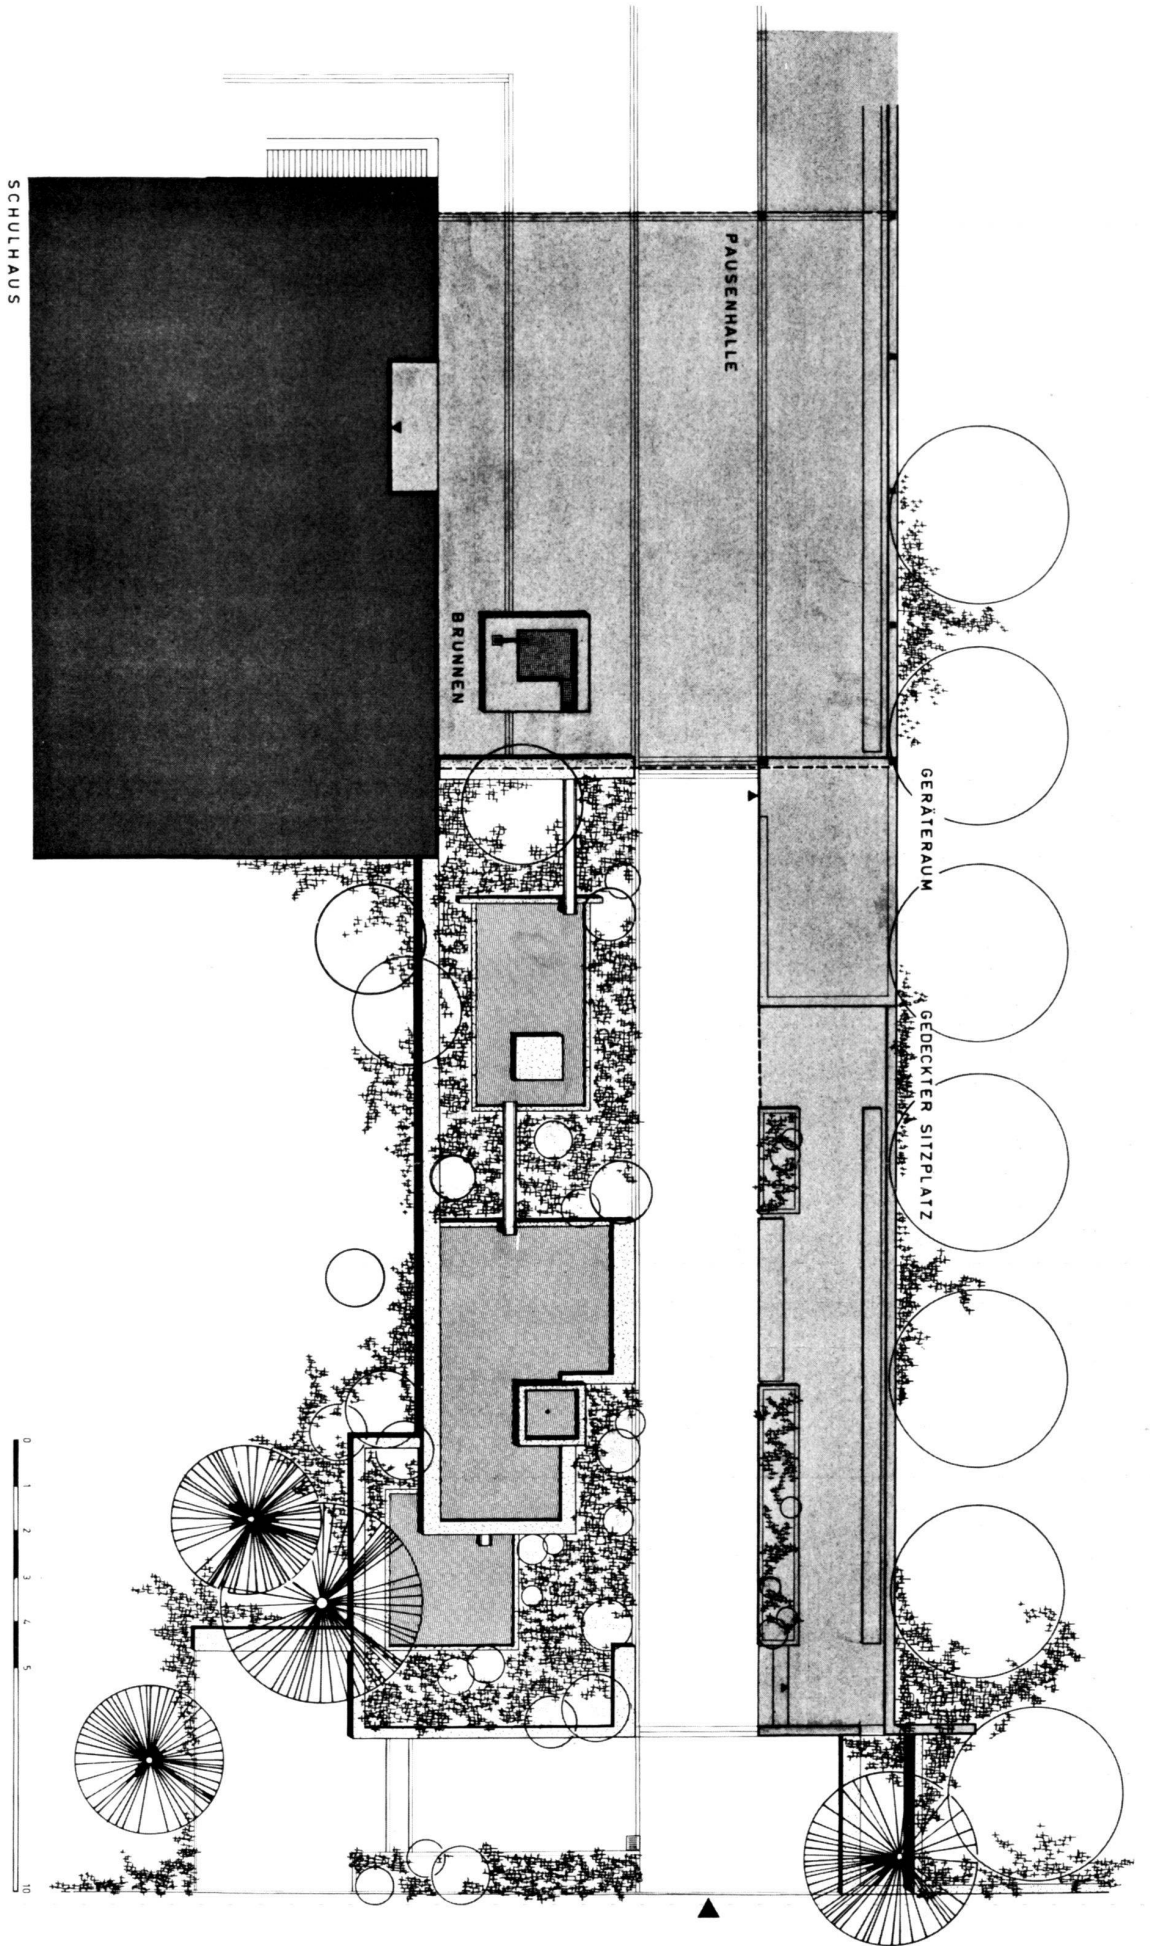 SCHULHAUS
PAUSENHALLE
BRUNNEN
GERÄTERAUM
GEDECKTER SITZPLATZ
0 1 2 3 4 5 10